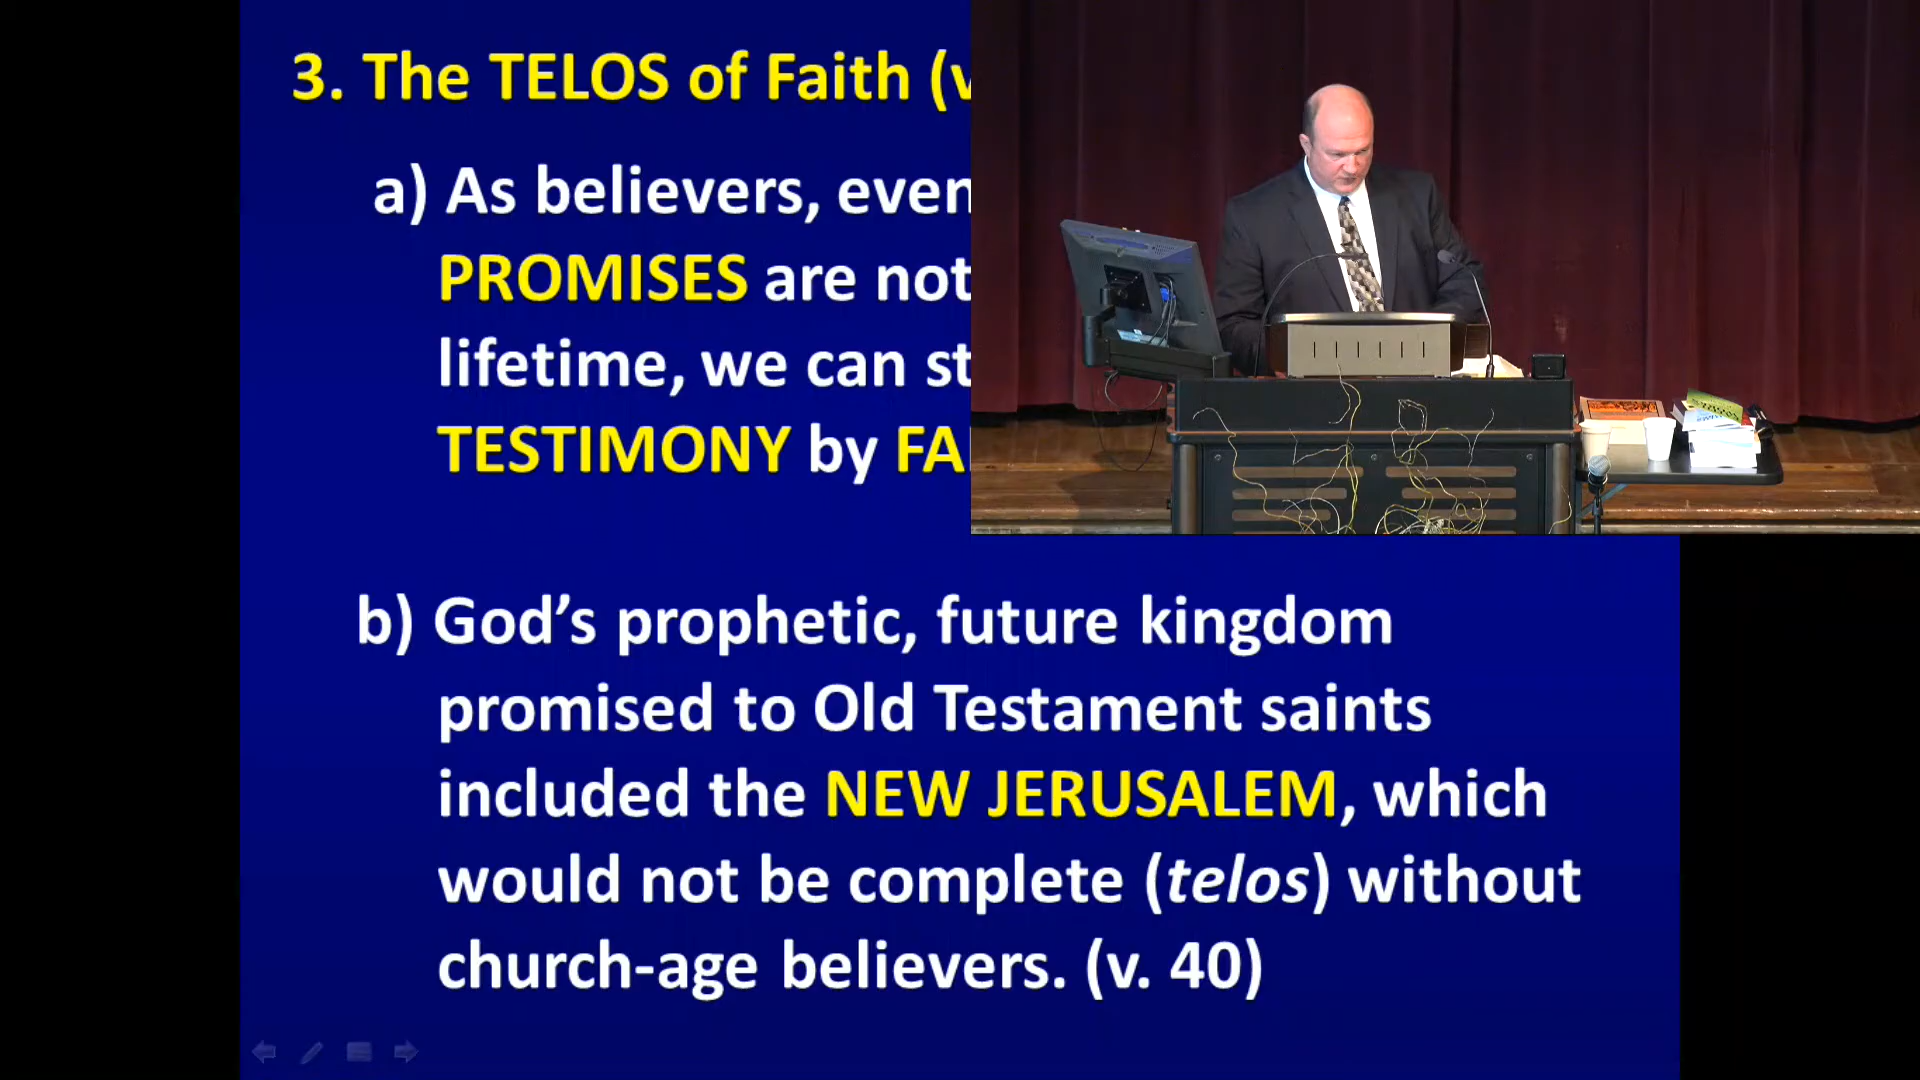 3. The TELOS of Faith (v
a) As believers, even
PROMISES are not
lifetime, we can st
TESTIMONY by FA
b) God’s prophetic, future kingdom
promised to Old Testament saints
included the NEW JERUSALEM, which
would not be complete (telos) without
church-age believers. (v. 40)